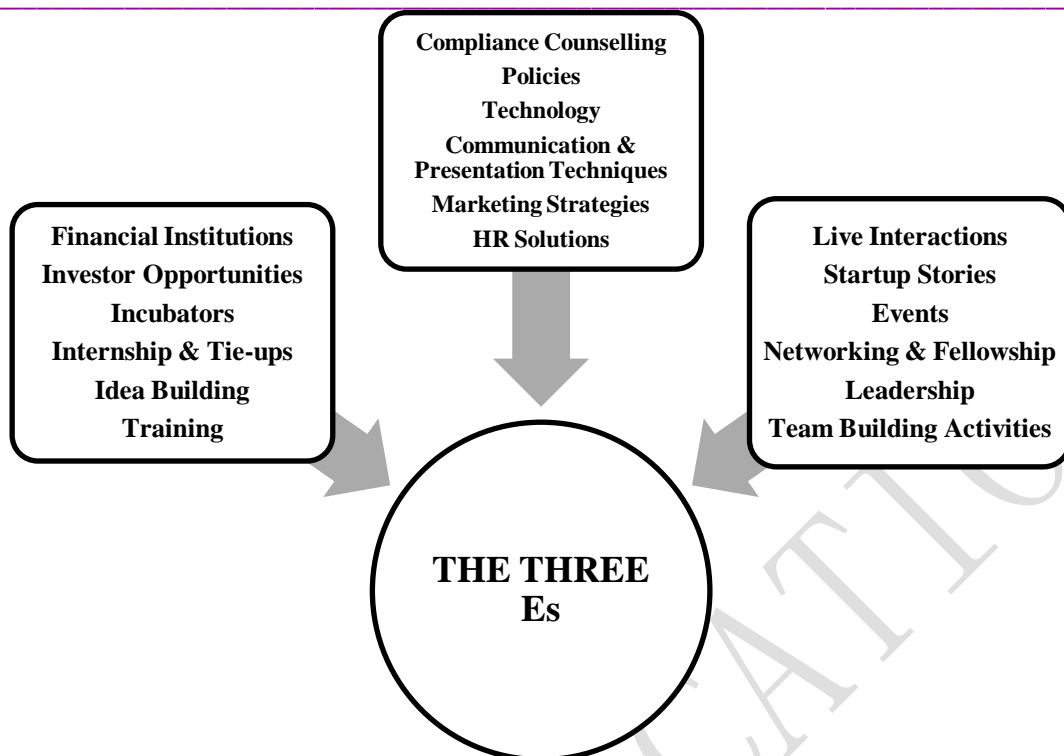 Compliance Counselling
Policies
Technology
Communication &
Presentation Techniques
Marketing Strategies
HR Solutions
Financial Institutions
Investor Opportunities
Incubators
Internship & Tie-ups
Idea Building
Training
Live Interactions
Startup Stories
Events
Networking & Fellowship
Leadership
Team Building Activities
THE THREE
Es